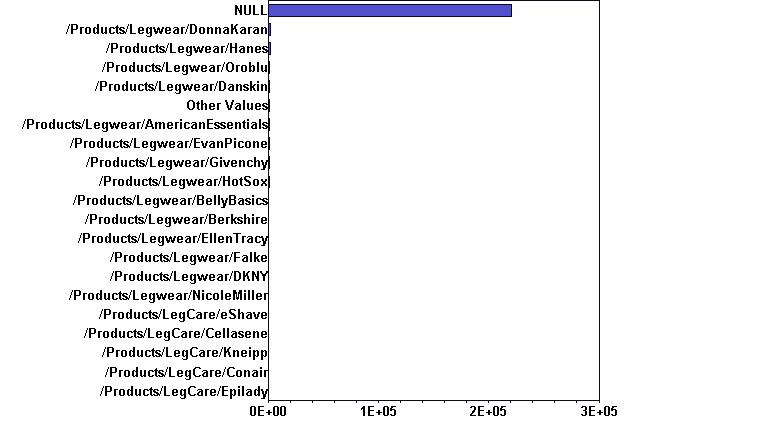 NULL
/Products/Legwear/DonnaKaran
/Products/Legwear/Hanes
/Products/Legwear/Oroblu
/Products/Legwear/Danskin
Other Values
/Products/Legwear/AmericanEssentials
/Products/Legwear/EvanPicone
/Products/Legwear/Givenchy
/Products/Legwear/HotSox
/Products/Legwear/BellyBasics
/Products/Legwear/Berkshire
/Products/Legwear/EllenTracy
/Products/Legwear/Falke
/Products/Legwear/DKNY
/Products/Legwear/NicoleMiller
/Products/LegCare/eShave
/Products/LegCare/Cellasene
/Products/LegCare/Kneipp
/Products/LegCare/Conair
/Products/LegCare/Epilady
0E+00 1E+05 2E+05 3E+05